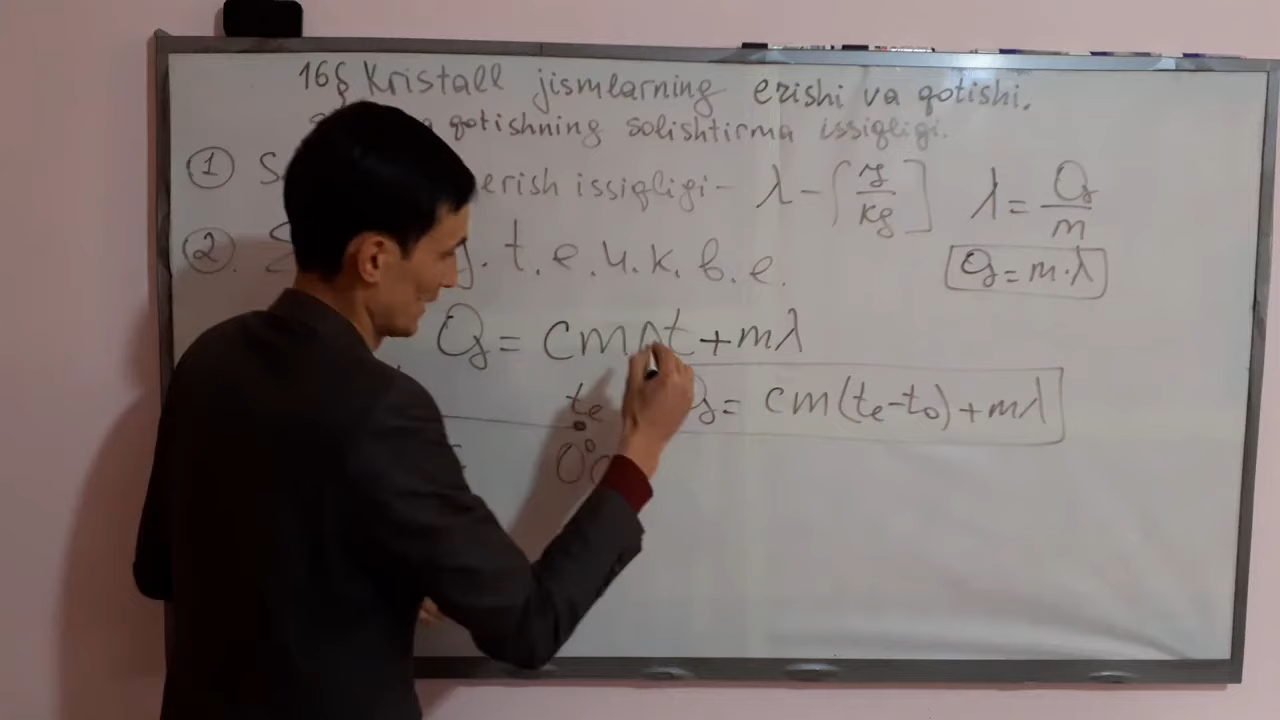 16§ Kristall jismlarning erishi va qotishi.
qotishning solishtirma issiqligi.
① erish issiqligi - λ - [J/kg] λ = Q/m
②. t. e. u. k. b. e. Q = m·λ
Q = cmΔt + mλ
te Q = cm(te - t0) + mλ
0°C